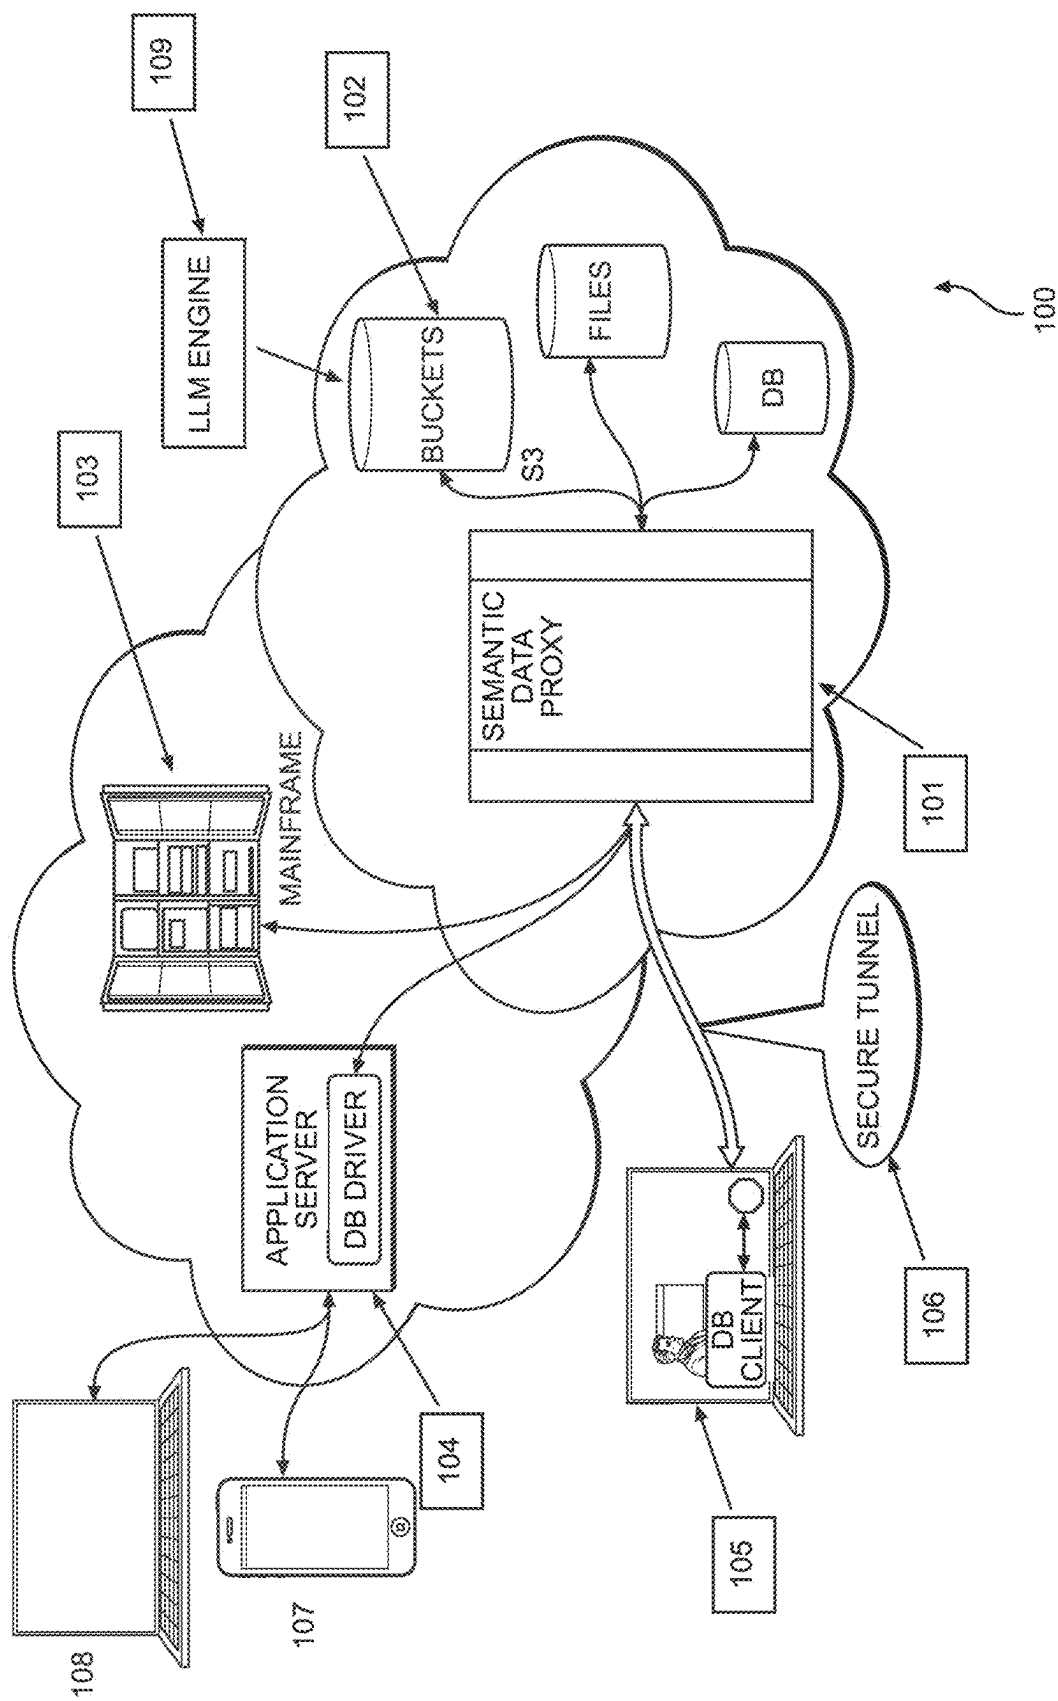 108
107
104
105
106
APPLICATION
SERVER
DB DRIVER
DB
CLIENT
SECURE TUNNEL
MAINFRAME
103
101
SEMANTIC
DATA
PROXY
LLM ENGINE
109
102
BUCKETS
S3
FILES
DB
100